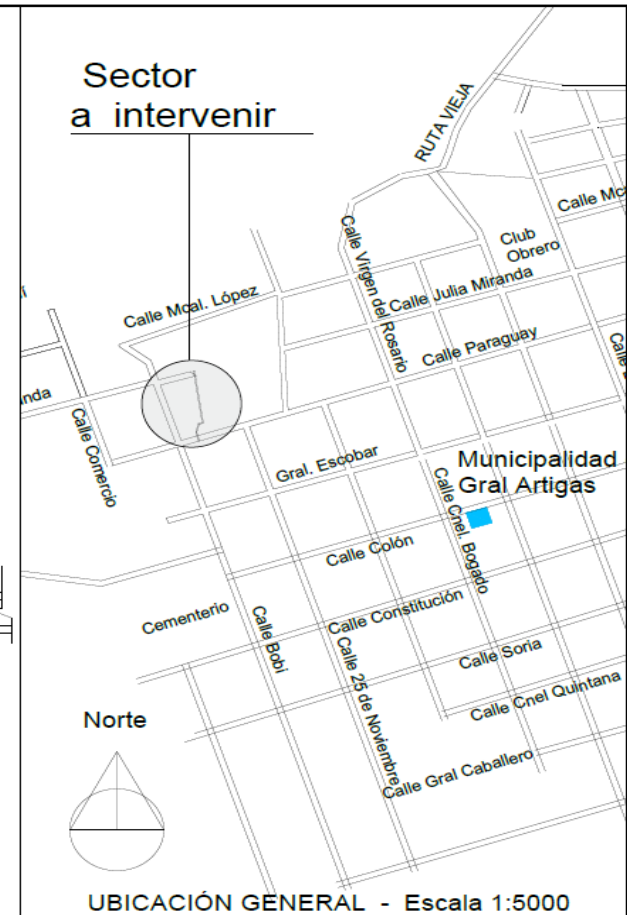 Sector
a intervenir
RUTA VIEJA
Calle
Club
Obrero
Calle Virgen del Rosario
Calle Mcal. López
Calle Julia Miranda
Calle Paraguay
Calle
Calle Comercio
Gral. Escobar
Municipalidad
Gral Artigas
Calle Cnel. Bogado
Calle Colón
Cementerio
Calle Constitución
Calle Bobi
Calle Soria
Calle 25 de Noviembre
Calle Cnel Quintana
Norte
Calle Gral Caballero
UBICACIÓN GENERAL - Escala 1:5000